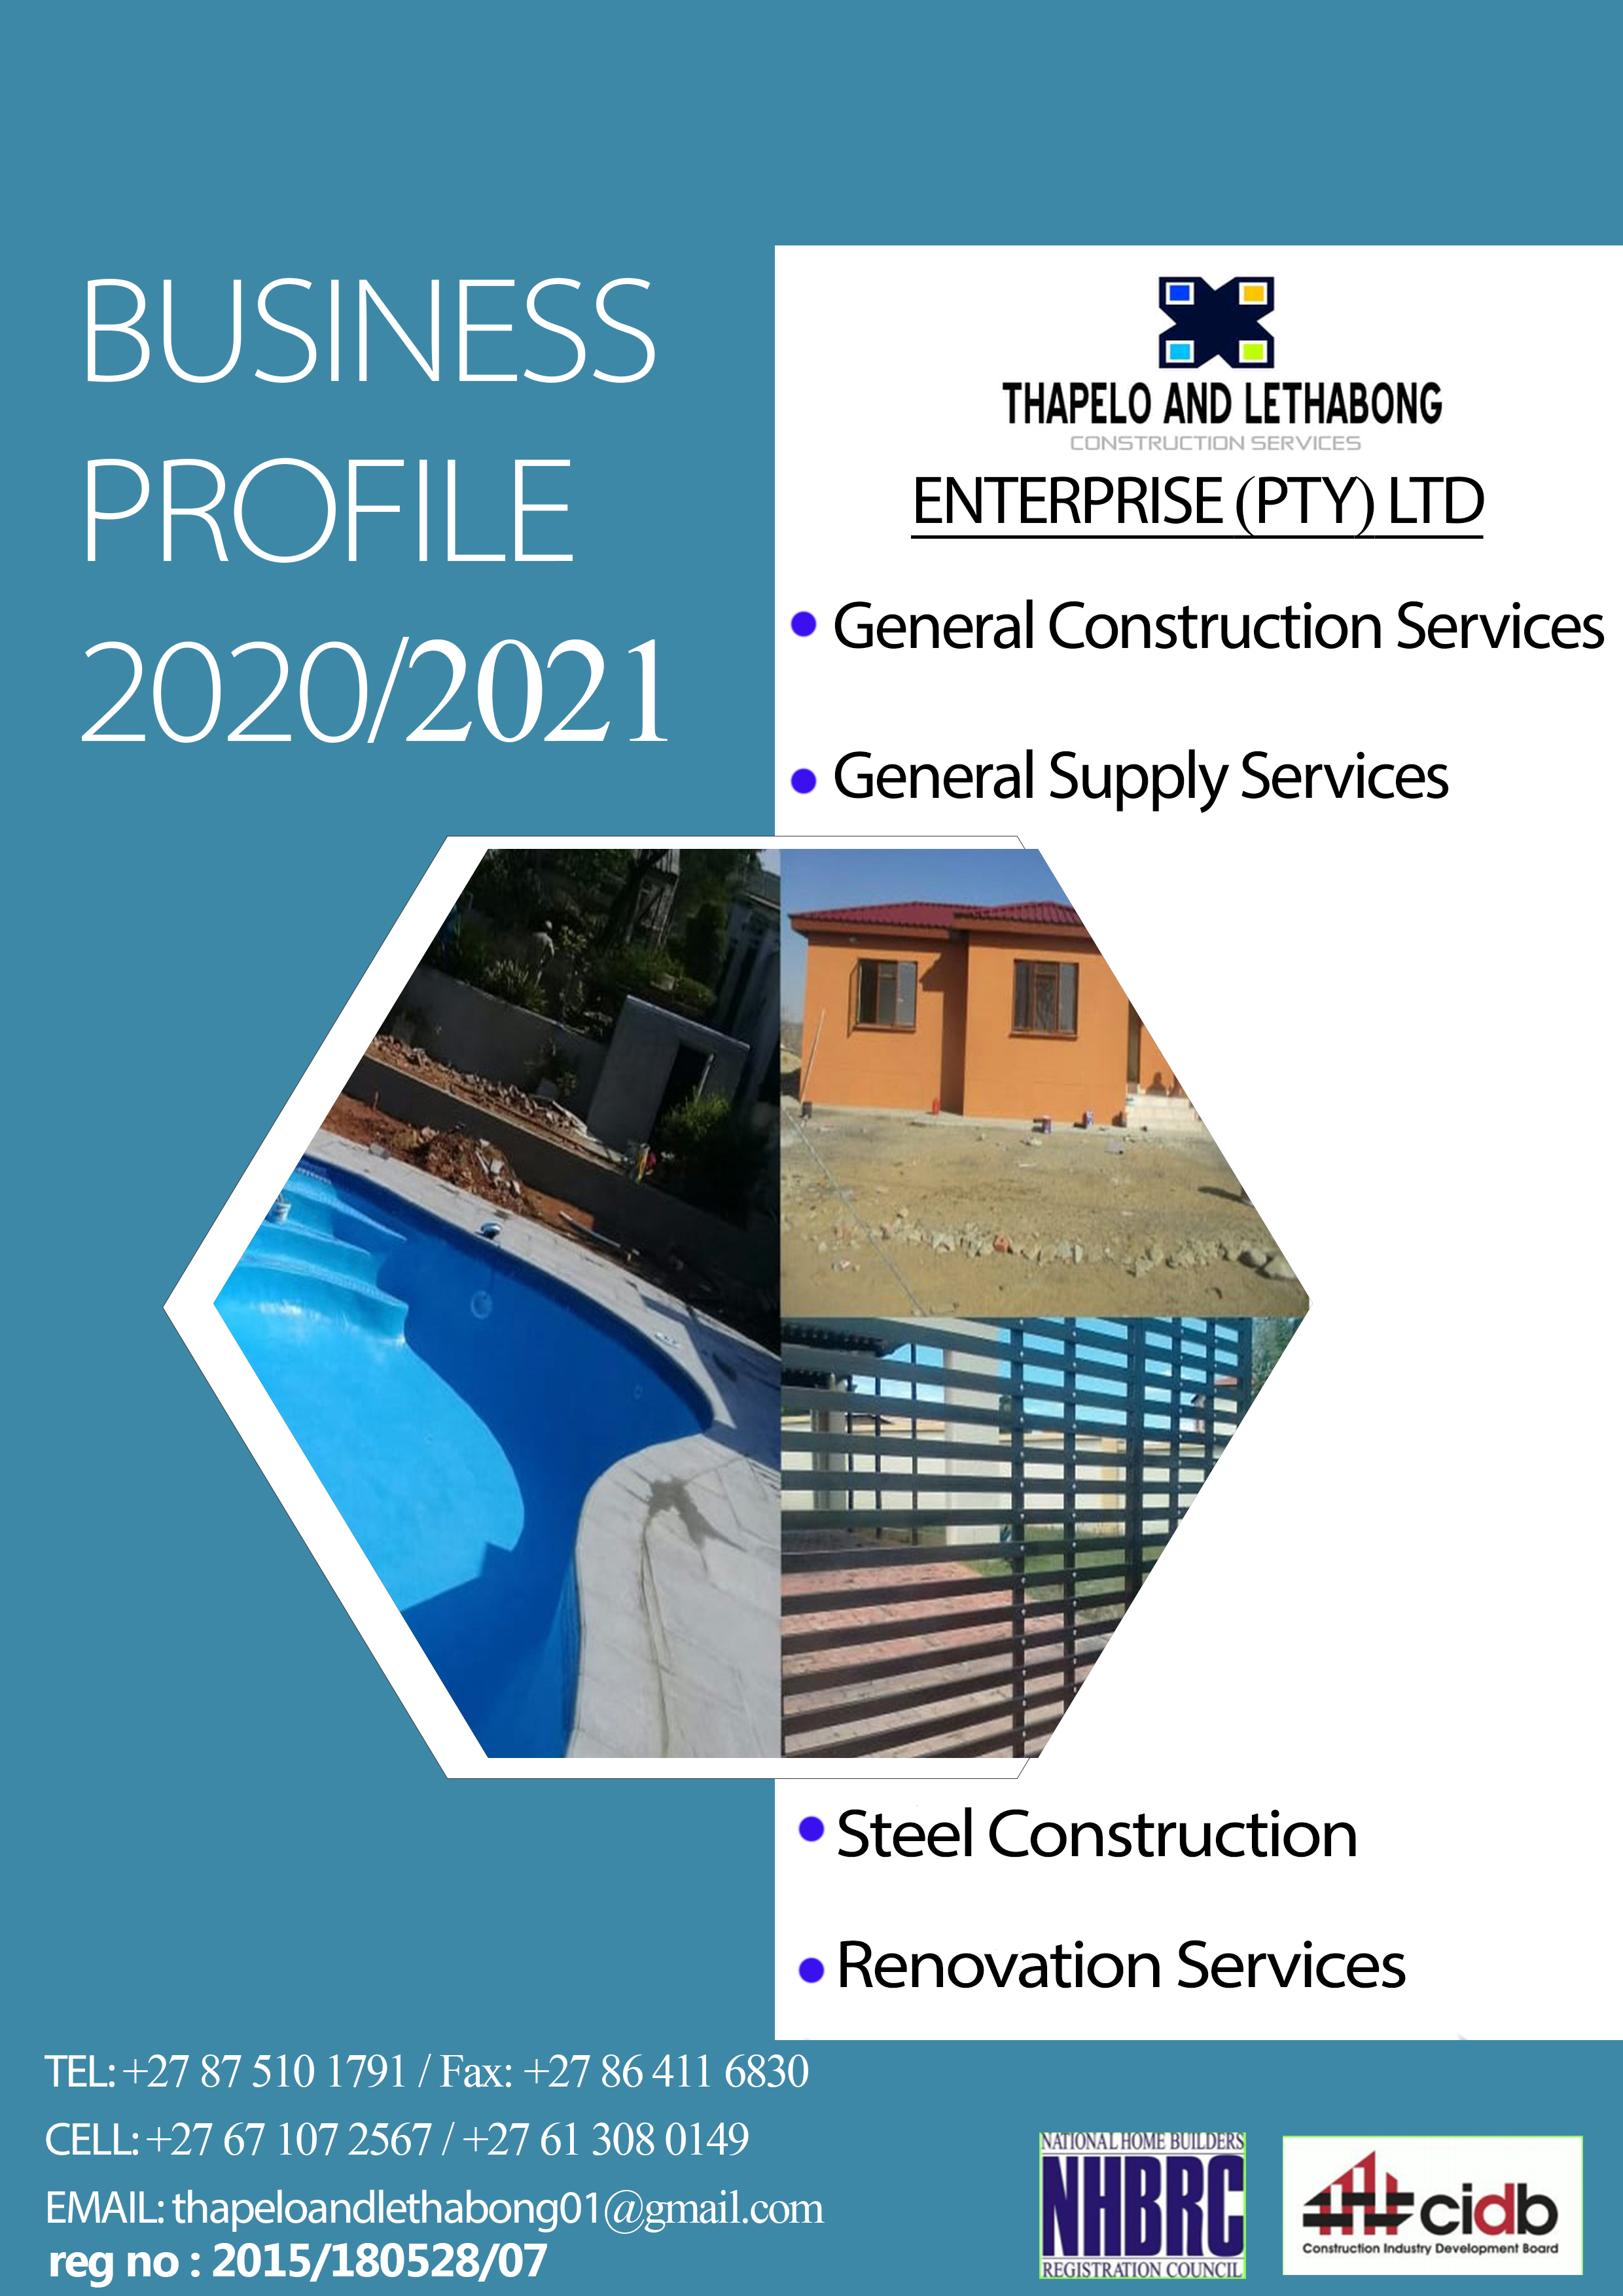 BUSINESS
PROFILE
2020/2021
THAPELO AND LETHABONG
CONSTRUCTION SERVICES
ENTERPRISE (PTY) LTD
General Construction Services
General Supply Services
Steel Construction
Renovation Services
TEL: +27 87 510 1791 / Fax: +27 86 411 6830
CELL: +27 67 107 2567 / +27 61 308 0149
EMAIL: thapeloandlethabong01@gmail.com
reg no : 2015/180528/07
NATIONAL HOME BUILDERS
NHBRC
REGISTRATION COUNCIL
cidb
Construction Industry Development Board